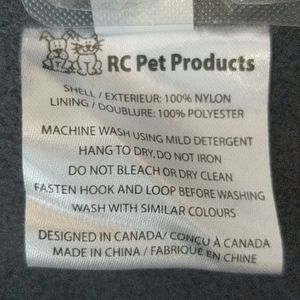 RC Pet Products
SHELL / EXTERIEUR: 100% NYLON
LINING / DOUBLURE: 100% POLYESTER
MACHINE WASH USING MILD DETERGENT
HANG TO DRY, DO NOT IRON
DO NOT BLEACH OR DRY CLEAN
FASTEN HOOK AND LOOP BEFORE WASHING
WASH WITH SIMILAR COLOURS
DESIGNED IN CANADA/ CONÇU À CANADA
MADE IN CHINA / FABRIQUÉ EN CHINE